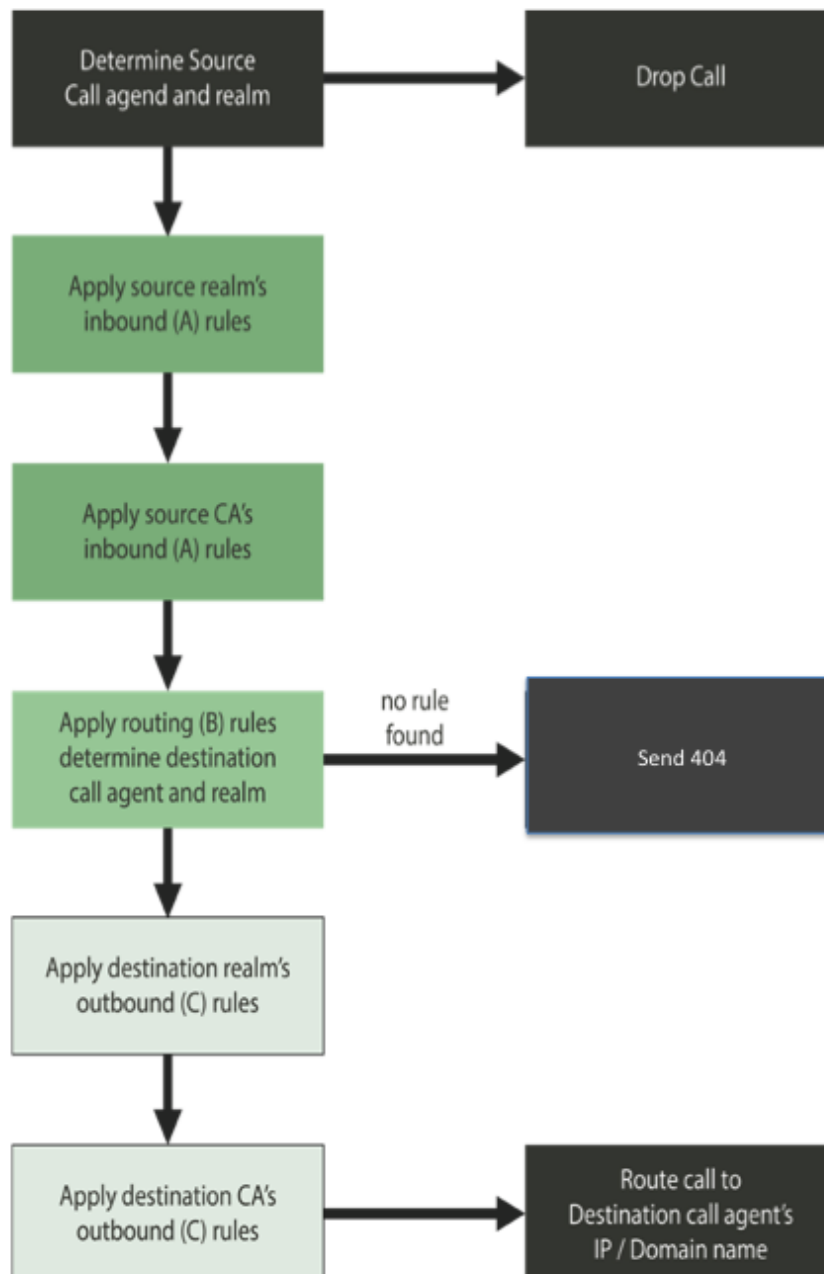 Determine Source
Call agend and realm
Drop Call
Apply source realm's
inbound (A) rules
Apply source CA's
inbound (A) rules
Apply routing (B) rules
determine destination
call agent and realm
no rule
found
Send 404
Apply destination realm's
outbound (C) rules
Apply destination CA's
outbound (C) rules
Route call to
Destination call agent's
IP / Domain name